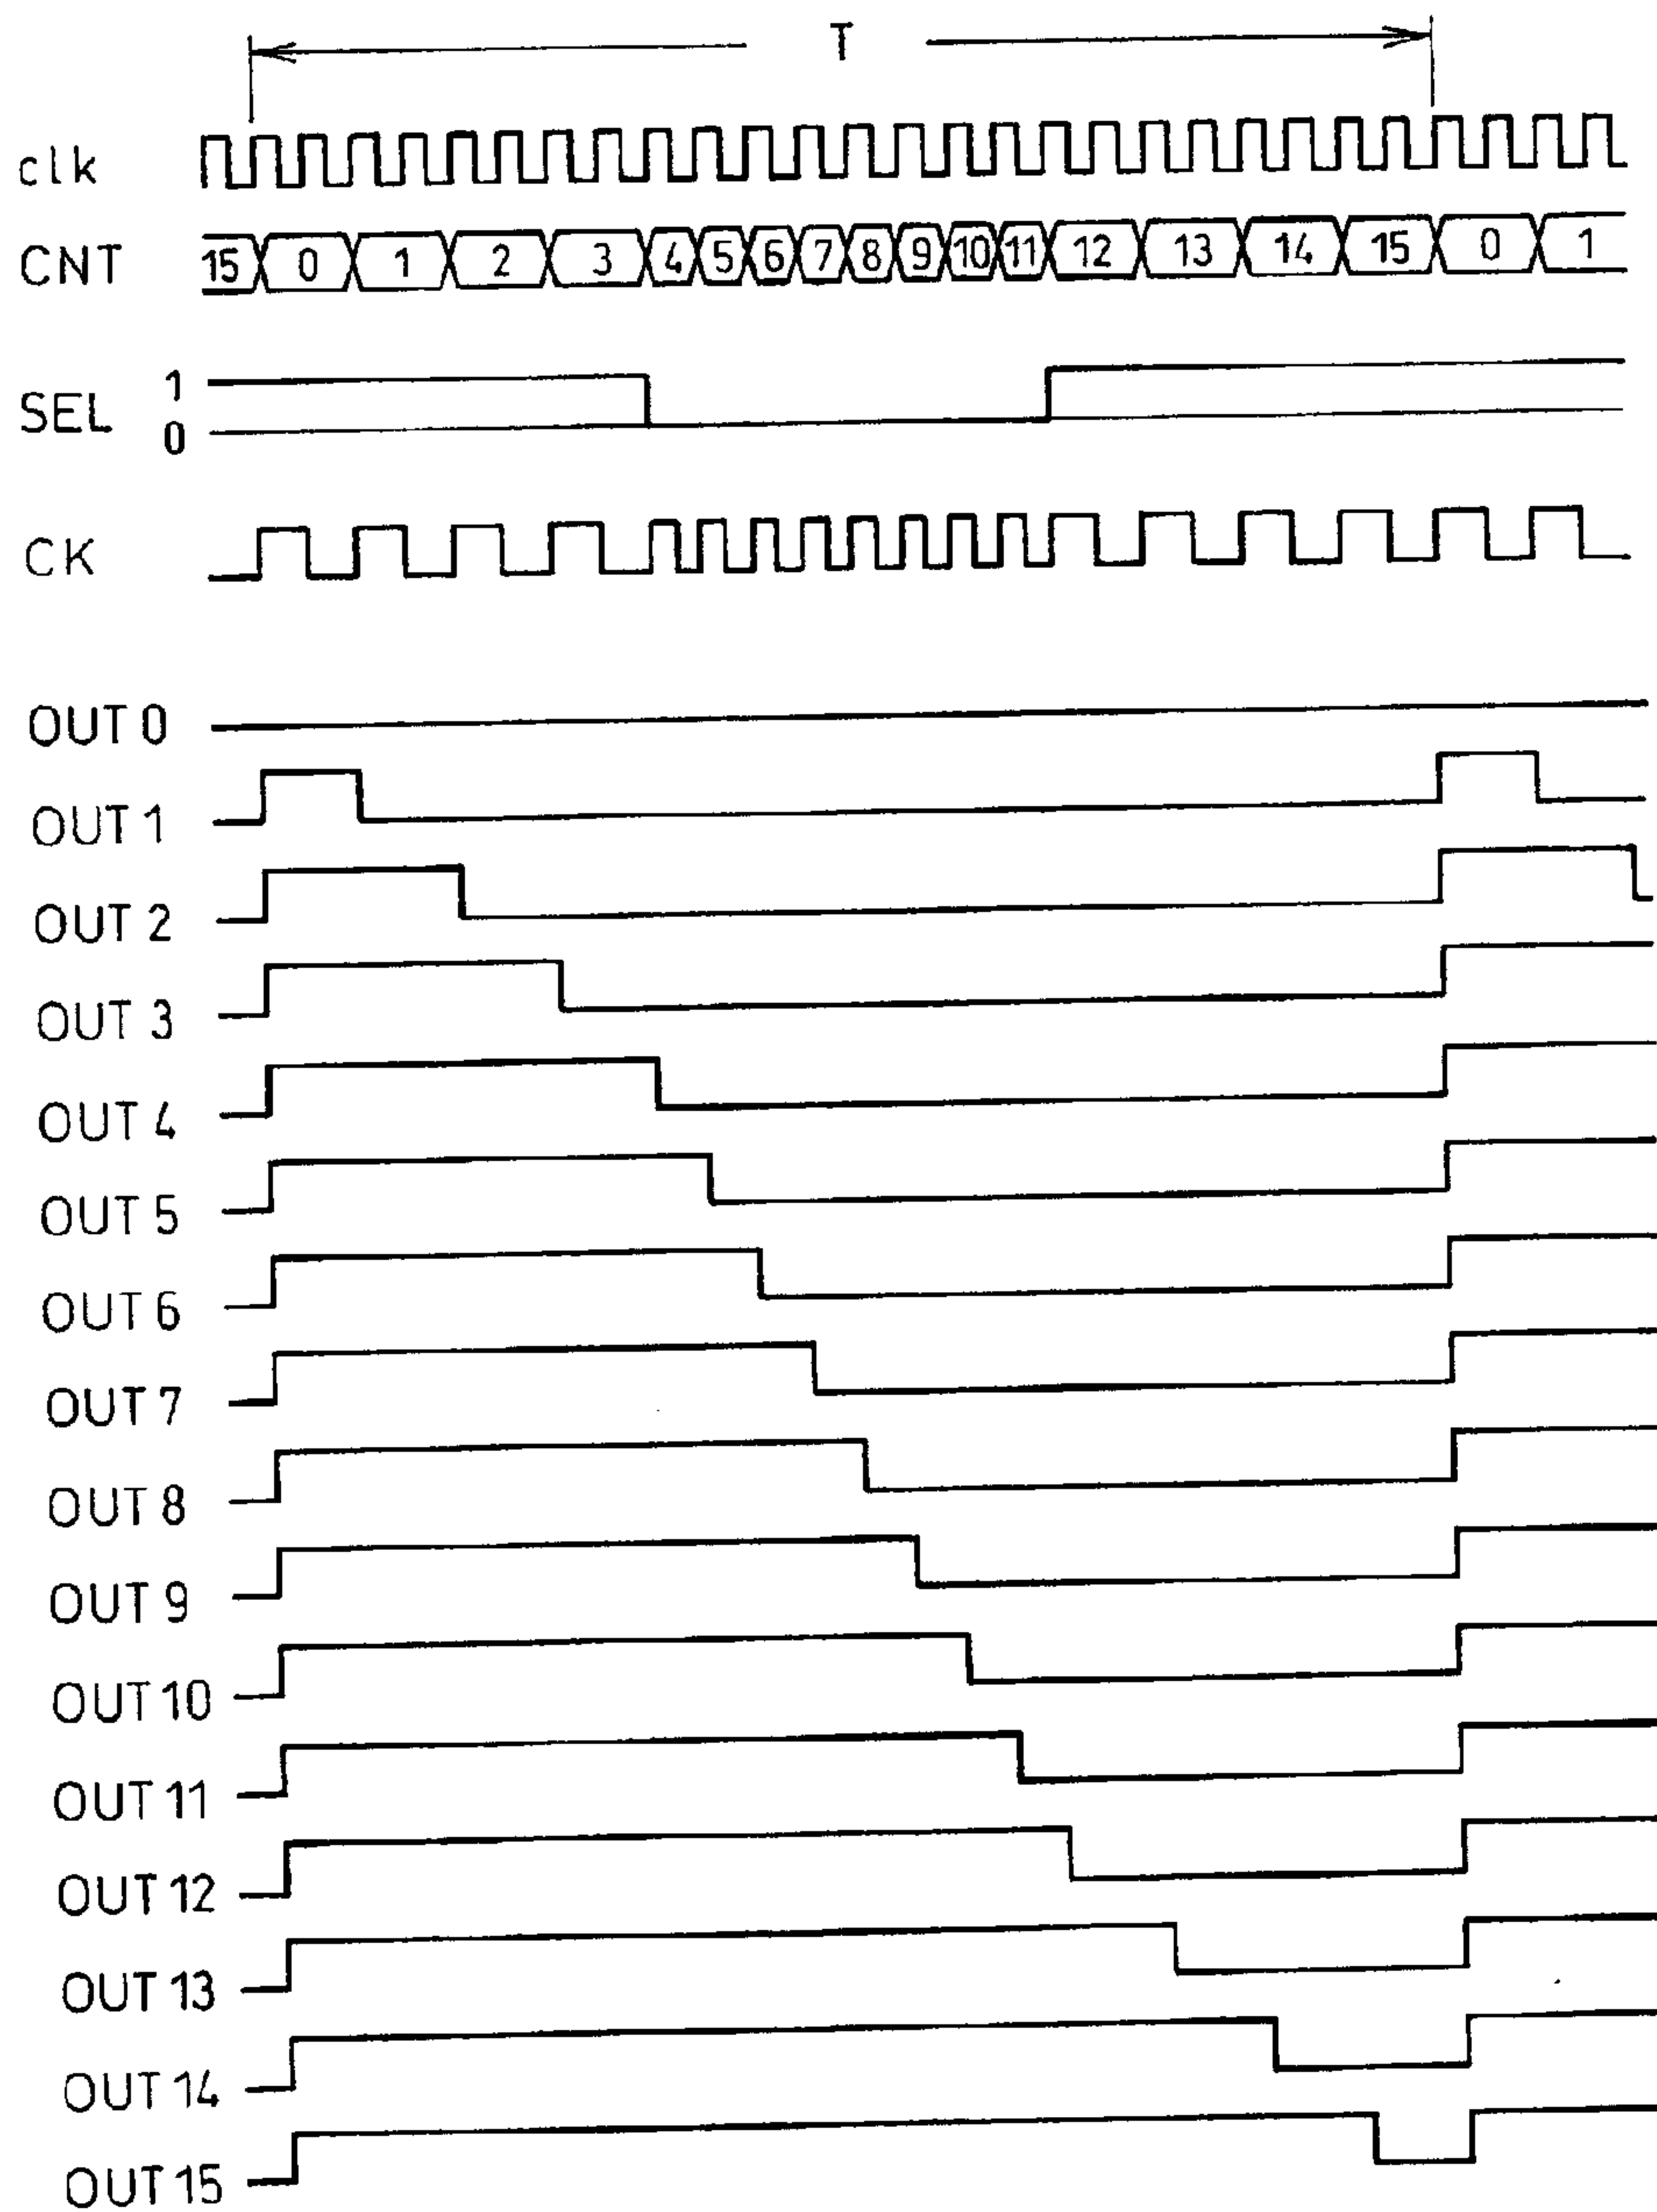 T
clk
CNT 15 0 1 2 3 4 5 6 7 8 9 10 11 12 13 14 15 0 1
SEL 1
0
CK
OUT 0
OUT 1
OUT 2
OUT 3
OUT 4
OUT 5
OUT 6
OUT 7
OUT 8
OUT 9
OUT 10
OUT 11
OUT 12
OUT 13
OUT 14
OUT 15